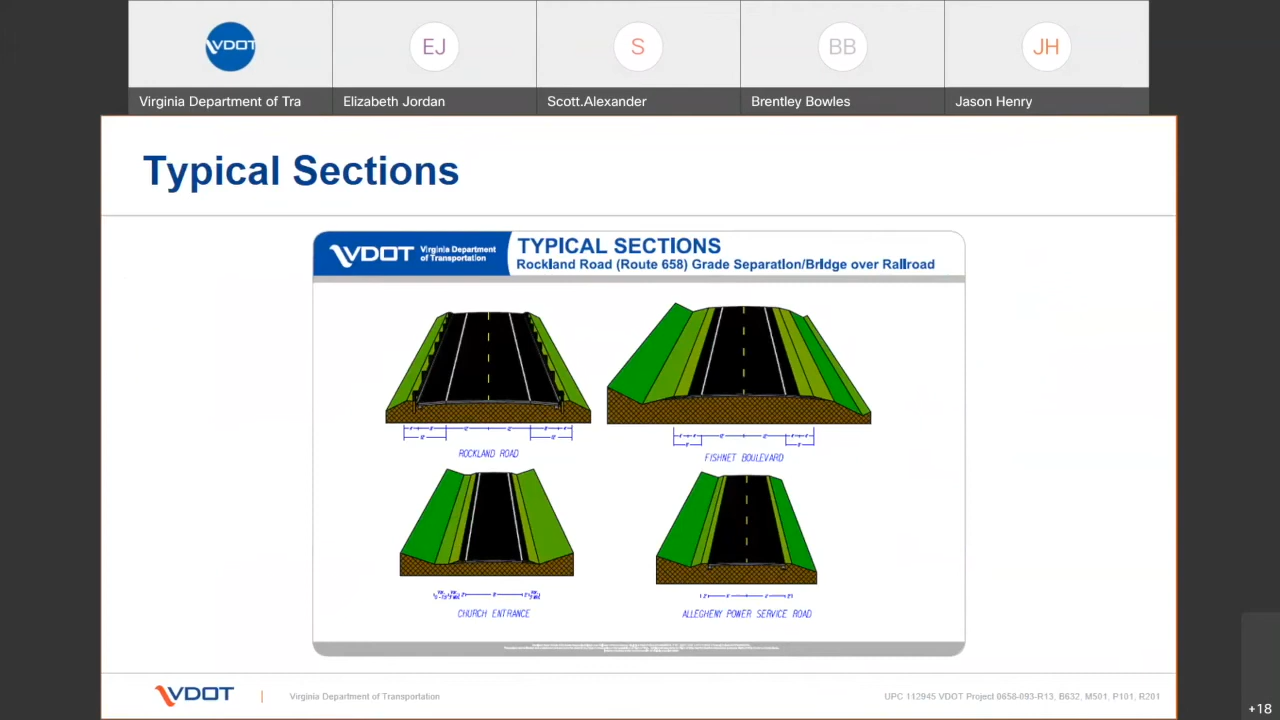 VDOT
EJ
S
BB
JH
Virginia Department of Tra
Elizabeth Jordan
Scott.Alexander
Brentley Bowles
Jason Henry
Typical Sections
VDOT Virginia Department
of Transportation
TYPICAL SECTIONS
Rockland Road (Route 658) Grade Separation/Bridge over Railroad
ROCKLAND ROAD
FISHNET BOULEVARD
CHURCH ENTRANCE
ALLEGHENY POWER SERVICE ROAD
VDOT
Virginia Department of Transportation
UPC 112945 VDOT Project 0658-093-R13, B632, M501, P101, R201
+18